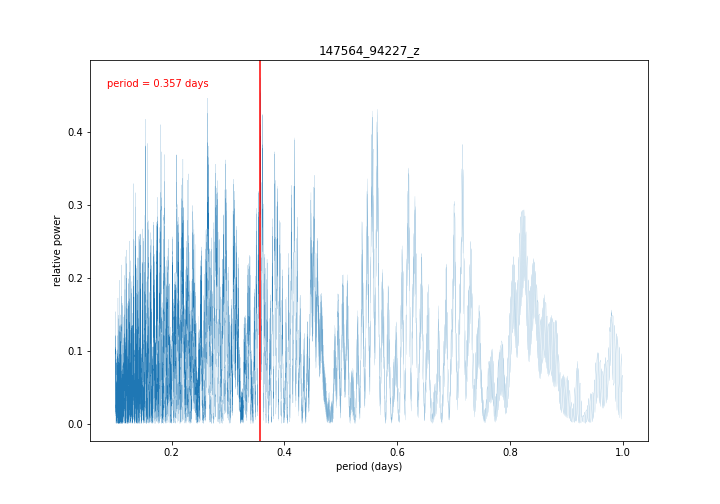 147564_94227_z
period = 0.357 days
relative power
0.4
0.3
0.2
0.1
0.0
0.2 0.4 0.6 0.8 1.0
period (days)